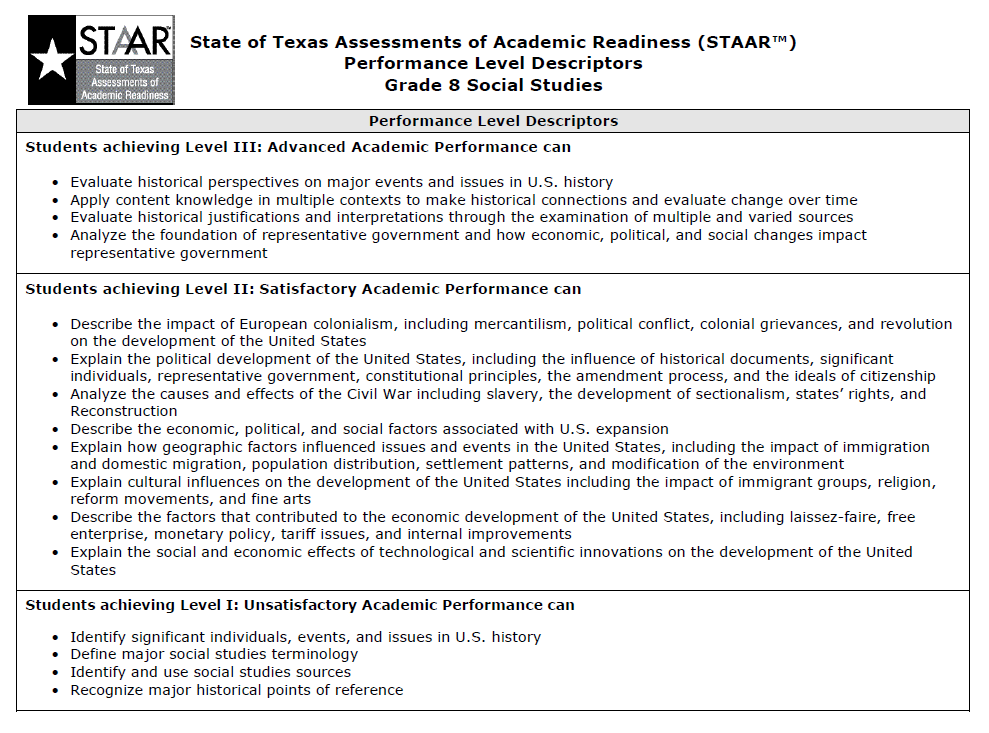 STAAR
State of Texas
Assessments of
Academic Readiness
State of Texas Assessments of Academic Readiness (STAAR™)
Performance Level Descriptors
Grade 8 Social Studies
Performance Level Descriptors
Students achieving Level III: Advanced Academic Performance can
• Evaluate historical perspectives on major events and issues in U.S. history
• Apply content knowledge in multiple contexts to make historical connections and evaluate change over time
• Evaluate historical justifications and interpretations through the examination of multiple and varied sources
• Analyze the foundation of representative government and how economic, political, and social changes impact
representative government
Students achieving Level II: Satisfactory Academic Performance can
• Describe the impact of European colonialism, including mercantilism, political conflict, colonial grievances, and revolution
on the development of the United States
• Explain the political development of the United States, including the influence of historical documents, significant
individuals, representative government, constitutional principles, the amendment process, and the ideals of citizenship
• Analyze the causes and effects of the Civil War including slavery, the development of sectionalism, states’ rights, and
Reconstruction
• Describe the economic, political, and social factors associated with U.S. expansion
• Explain how geographic factors influenced issues and events in the United States, including the impact of immigration
and domestic migration, population distribution, settlement patterns, and modification of the environment
• Explain cultural influences on the development of the United States including the impact of immigrant groups, religion,
reform movements, and fine arts
• Describe the factors that contributed to the economic development of the United States, including laissez-faire, free
enterprise, monetary policy, tariff issues, and internal improvements
• Explain the social and economic effects of technological and scientific innovations on the development of the United
States
Students achieving Level I: Unsatisfactory Academic Performance can
• Identify significant individuals, events, and issues in U.S. history
• Define major social studies terminology
• Identify and use social studies sources
• Recognize major historical points of reference